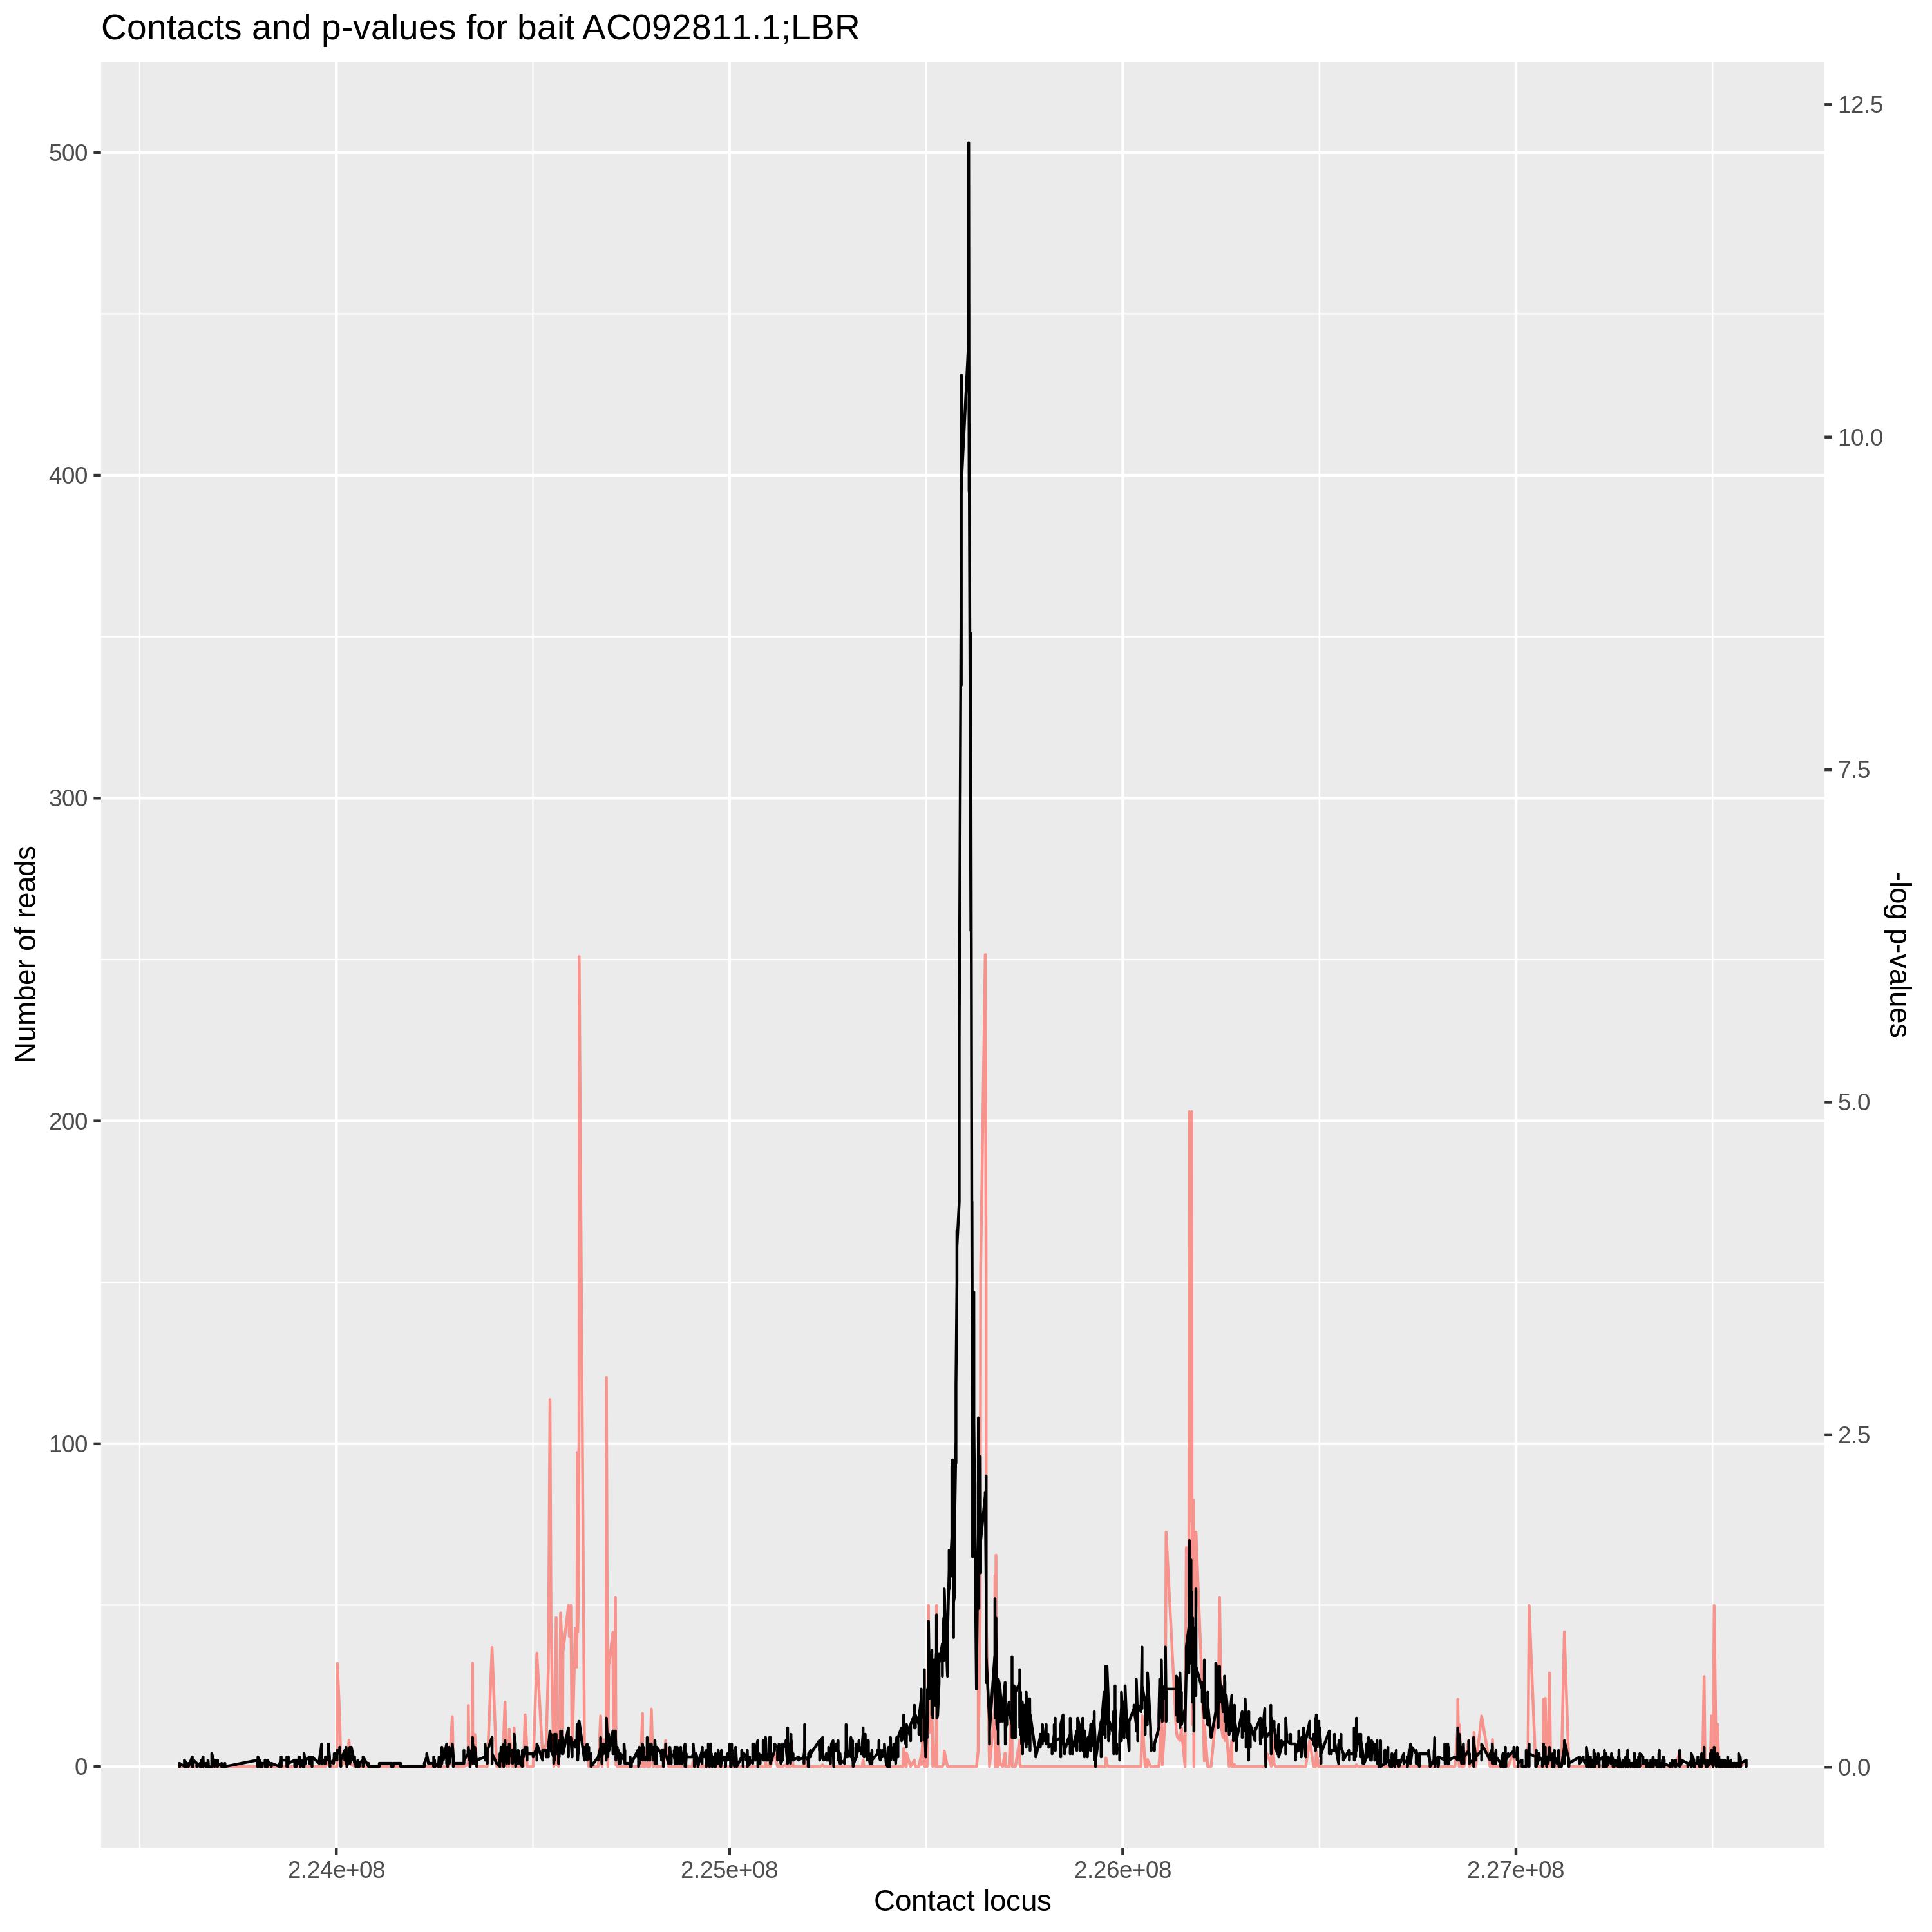 Contacts and p-values for bait AC092811.1;LBR
Number of reads
500
400
300
200
100
0
12.5
10.0
7.5
5.0
2.5
0.0
-log p-values
2.24e+08
2.25e+08
2.26e+08
2.27e+08
Contact locus